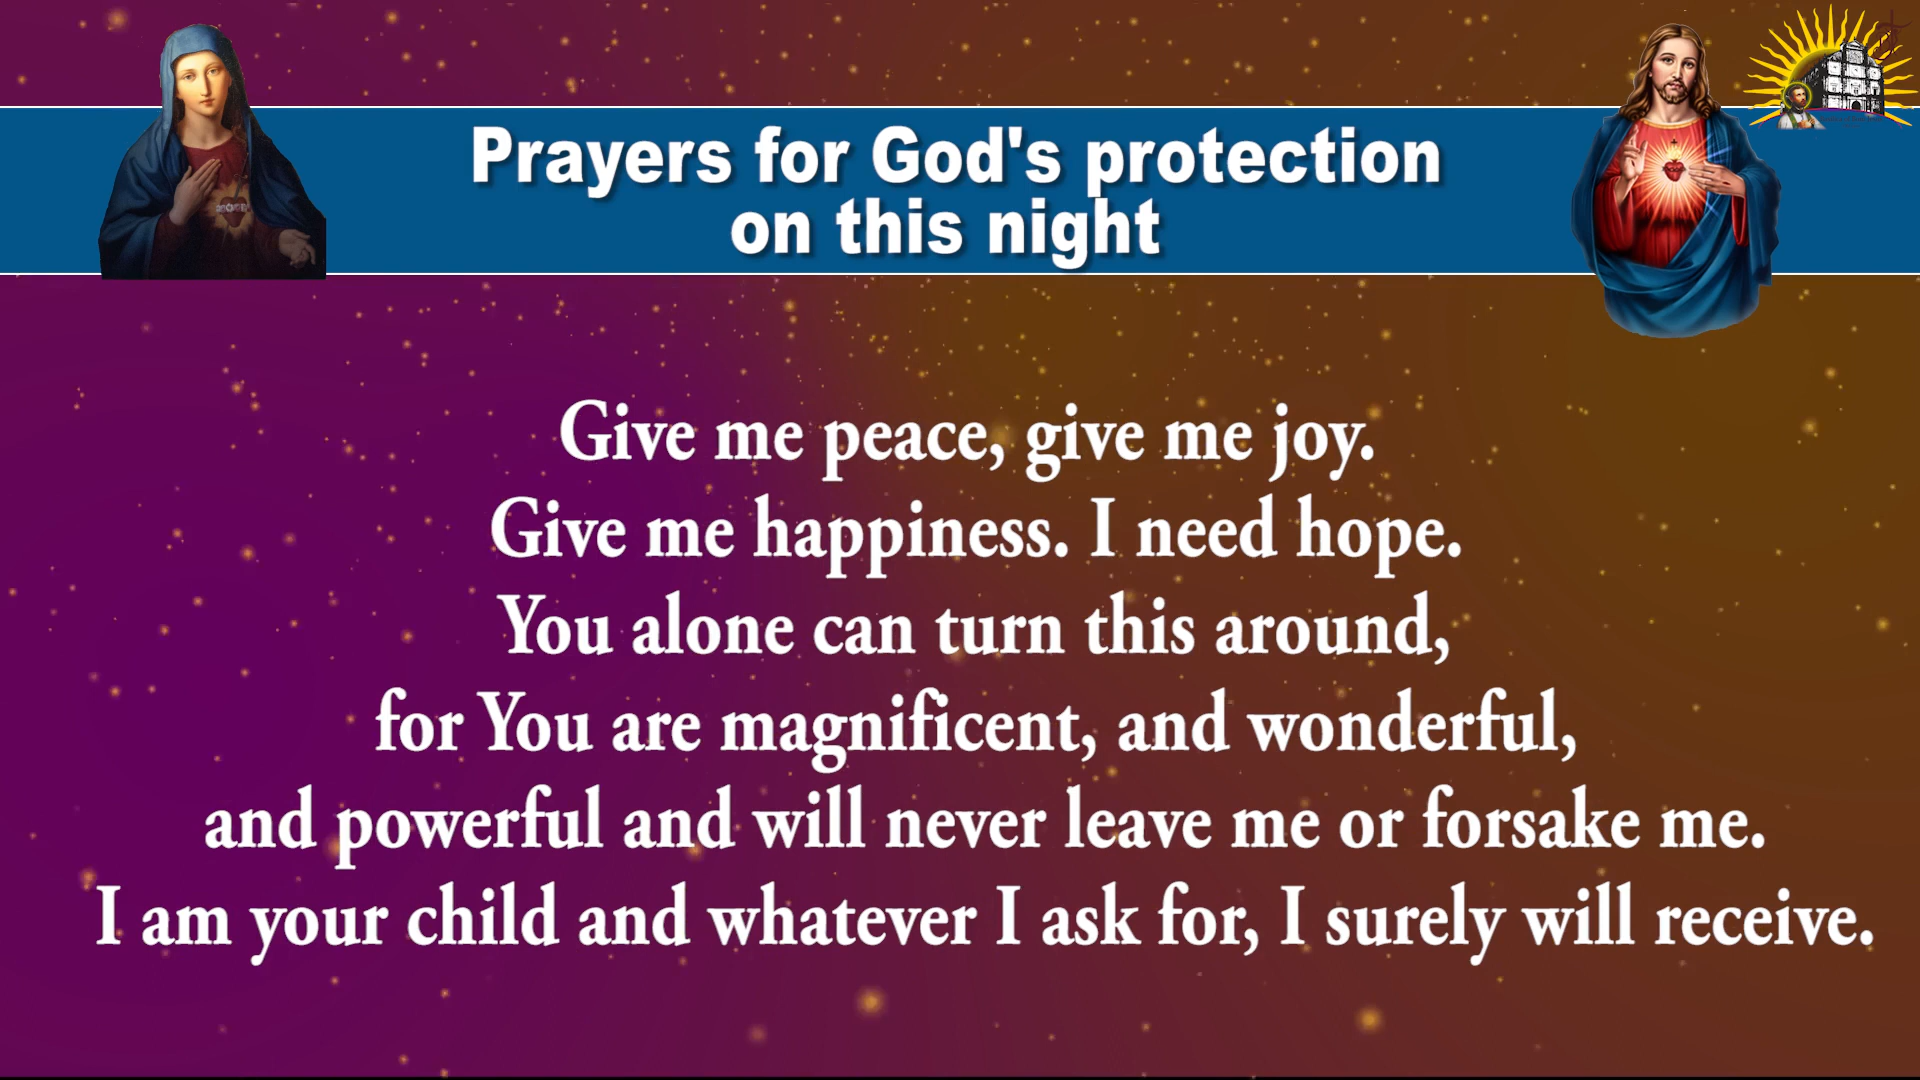 Prayers for God's protection
on this night
Give me peace, give me joy.
Give me happiness. I need hope.
You alone can turn this around,
for You are magnificent, and wonderful,
and powerful and will never leave me or forsake me.
I am your child and whatever I ask for, I surely will receive.